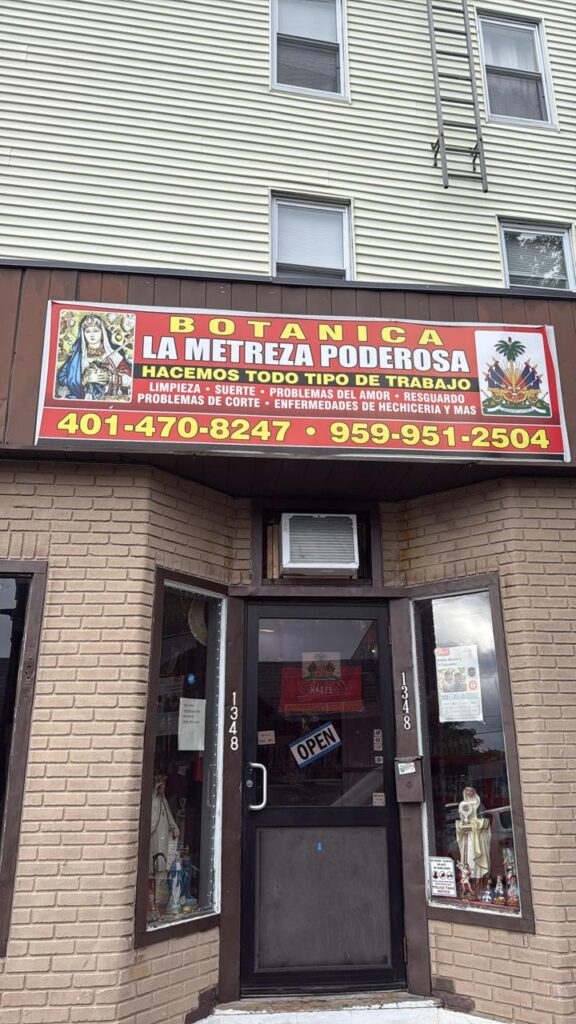 BOTANICA
LA METREZA PODEROSA
HACEMOS TODO TIPO DE TRABAJO
LIMPIEZA • SUERTE • PROBLEMAS DEL AMOR • RESGUARDO
PROBLEMAS DE CORTE • ENFERMEDADES DE HECHICERIA Y MAS
401-470-8247 • 959-951-2504
HAITI
OPEN
1348
1348